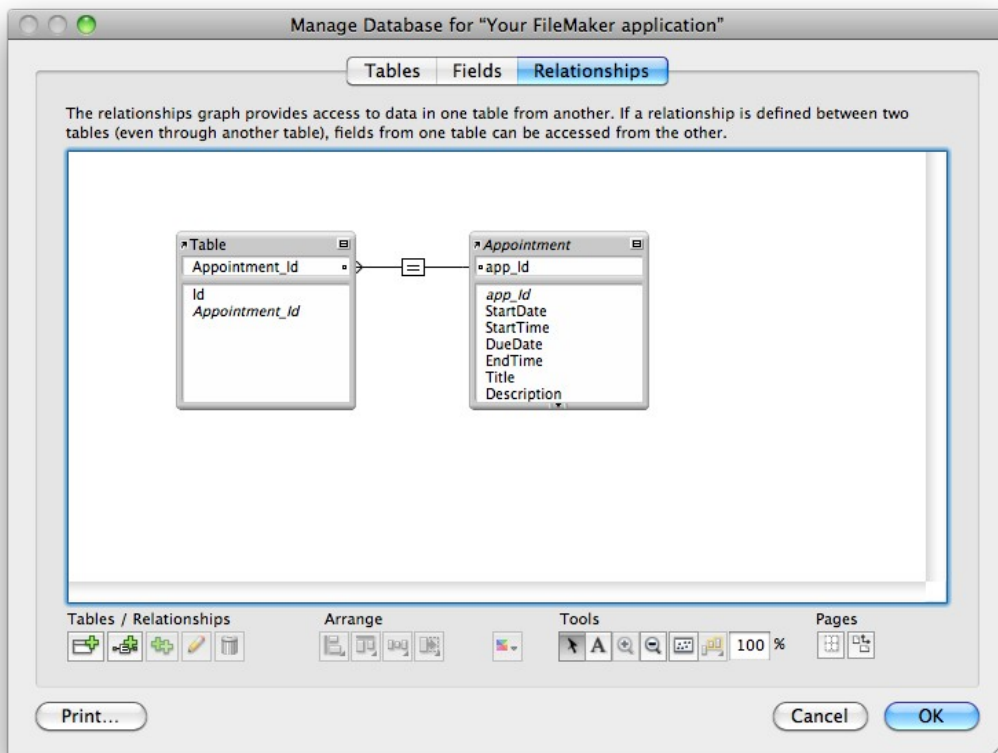 Manage Database for “Your FileMaker application”
Tables Fields Relationships
The relationships graph provides access to data in one table from another. If a relationship is defined between two
tables (even through another table), fields from one table can be accessed from the other.
Table
Appointment_Id
Id
Appointment_Id
=
Appointment
app_Id
app_Id
StartDate
StartTime
DueDate
EndTime
Title
Description
Tables / Relationships Arrange Tools Pages
A 100 %
Print... Cancel OK